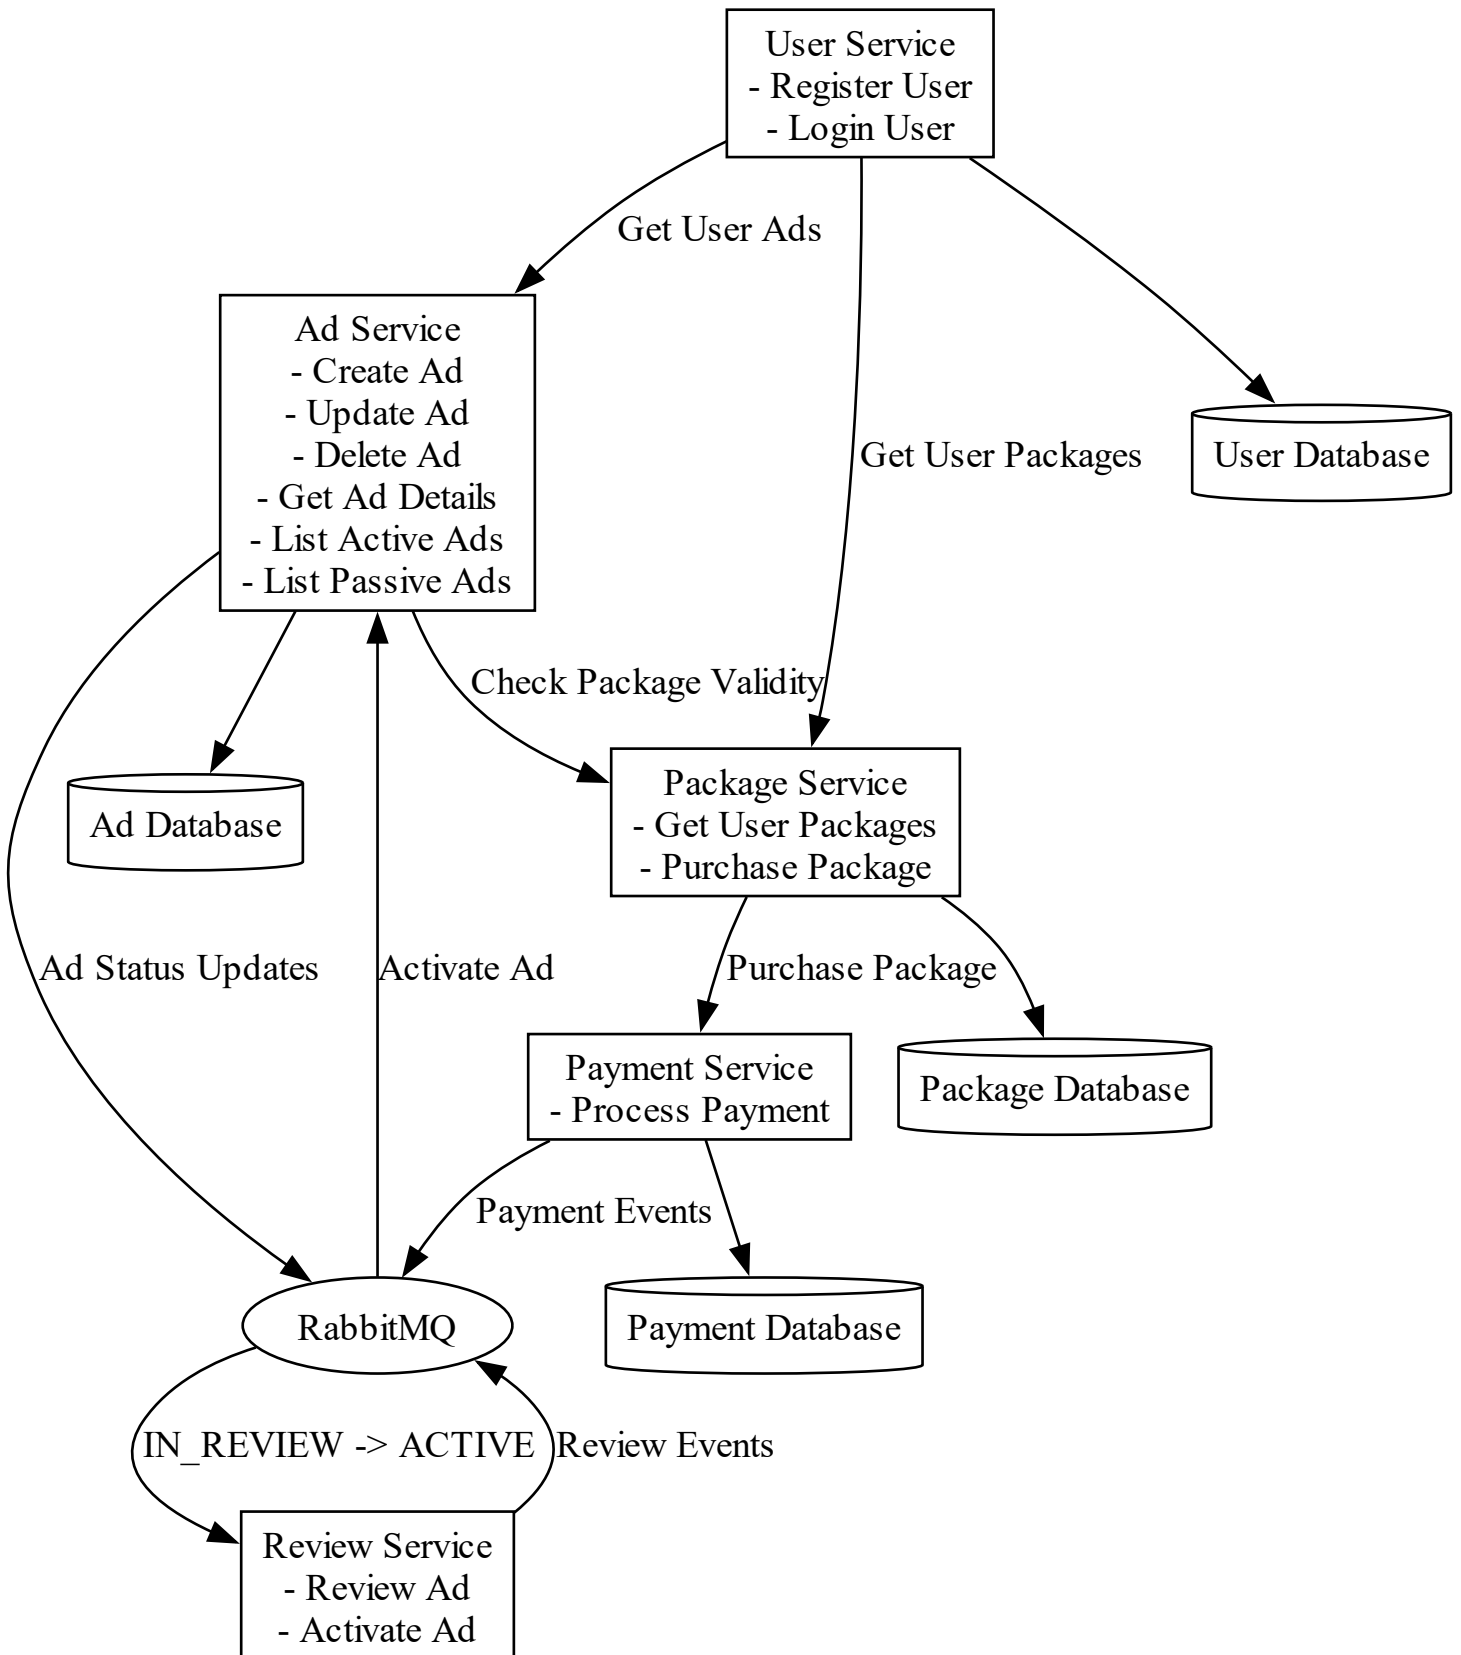 User Service
- Register User
- Login User
Get User Ads
Ad Service
- Create Ad
- Update Ad
- Delete Ad
- Get Ad Details
- List Active Ads
- List Passive Ads
Get User Packages
User Database
Check Package Validity
Ad Database
Package Service
- Get User Packages
- Purchase Package
Ad Status Updates
Activate Ad
Purchase Package
Payment Service
- Process Payment
Package Database
Payment Events
RabbitMQ
Payment Database
IN_REVIEW -> ACTIVE
Review Events
Review Service
- Review Ad
- Activate Ad